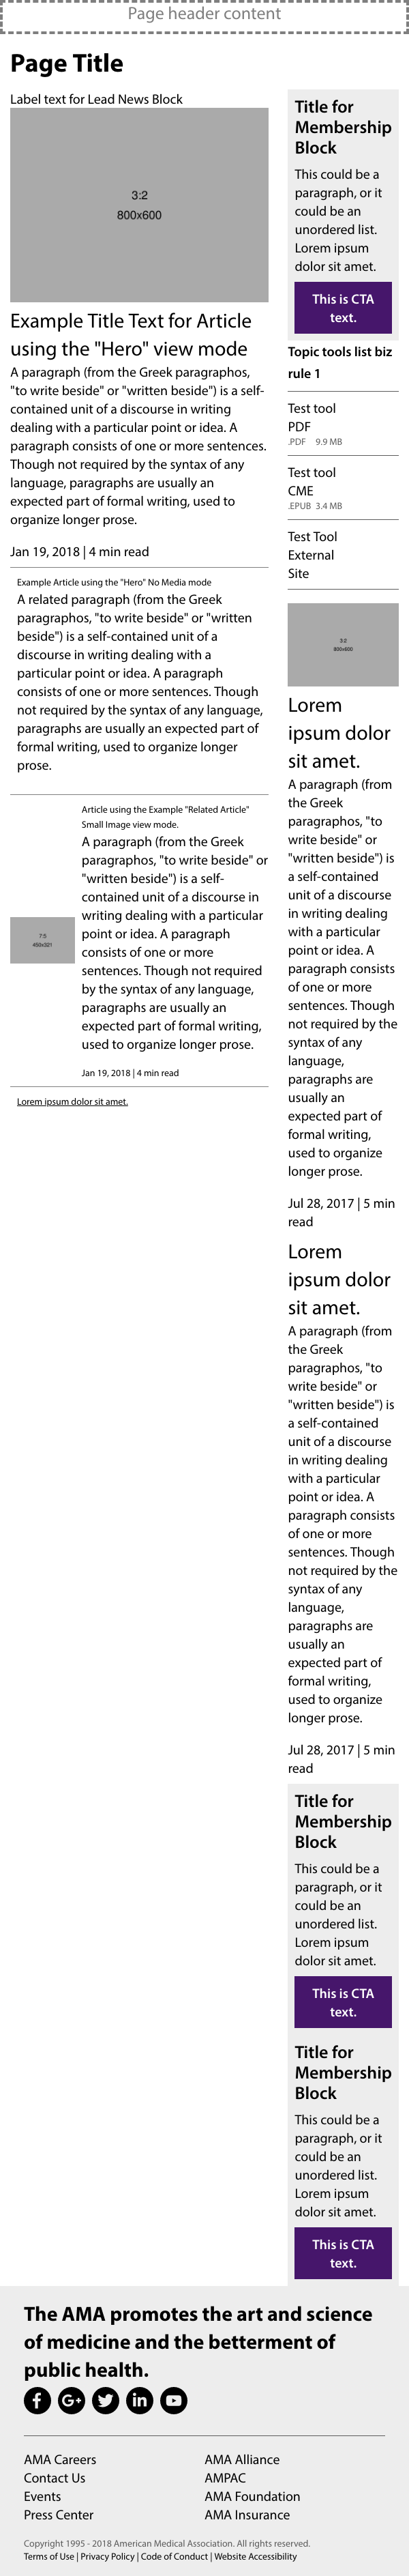 Page header content
Page Title
Label text for Lead News Block
3:2
800x600
Example Title Text for Article
using the "Hero" view mode
A paragraph (from the Greek paragraphos,
"to write beside" or "written beside") is a self-
contained unit of a discourse in writing
dealing with a particular point or idea. A
paragraph consists of one or more sentences.
Though not required by the syntax of any
language, paragraphs are usually an
expected part of formal writing, used to
organize longer prose.
Jan 19, 2018 | 4 min read
Example Article using the "Hero" No Media mode
A related paragraph (from the Greek
paragraphos, "to write beside" or "written
beside") is a self-contained unit of a
discourse in writing dealing with a
particular point or idea. A paragraph
consists of one or more sentences. Though
not required by the syntax of any language,
paragraphs are usually an expected part of
formal writing, used to organize longer
prose.
Article using the Example "Related Article"
Small Image view mode.
A paragraph (from the Greek
paragraphos, "to write beside" or
"written beside") is a self-
contained unit of a discourse in
writing dealing with a particular
point or idea. A paragraph
consists of one or more
sentences. Though not required
by the syntax of any language,
paragraphs are usually an
expected part of formal writing,
used to organize longer prose.
7:5
450x321
Jan 19, 2018 | 4 min read
Lorem ipsum dolor sit amet.
Title for
Membership
Block
This could be a
paragraph, or it
could be an
unordered list.
Lorem ipsum
dolor sit amet.
This is CTA
text.
Topic tools list biz
rule 1
Test tool
PDF
.PDF 9.9 MB
Test tool
CME
.EPUB 3.4 MB
Test Tool
External
Site
3:2
800x600
Lorem
ipsum dolor
sit amet.
A paragraph (from
the Greek
paragraphos, "to
write beside" or
"written beside") is
a self-contained
unit of a discourse
in writing dealing
with a particular
point or idea. A
paragraph consists
of one or more
sentences. Though
not required by the
syntax of any
language,
paragraphs are
usually an
expected part of
formal writing,
used to organize
longer prose.
Jul 28, 2017 | 5 min
read
Lorem
ipsum dolor
sit amet.
A paragraph (from
the Greek
paragraphos, "to
write beside" or
"written beside") is
a self-contained
unit of a discourse
in writing dealing
with a particular
point or idea. A
paragraph consists
of one or more
sentences. Though
not required by the
syntax of any
language,
paragraphs are
usually an
expected part of
formal writing,
used to organize
longer prose.
Jul 28, 2017 | 5 min
read
Title for
Membership
Block
This could be a
paragraph, or it
could be an
unordered list.
Lorem ipsum
dolor sit amet.
This is CTA
text.
Title for
Membership
Block
This could be a
paragraph, or it
could be an
unordered list.
Lorem ipsum
dolor sit amet.
This is CTA
text.
The AMA promotes the art and science
of medicine and the betterment of
public health.
AMA Careers
Contact Us
Events
Press Center
AMA Alliance
AMPAC
AMA Foundation
AMA Insurance
Copyright 1995 - 2018 American Medical Association. All rights reserved.
Terms of Use | Privacy Policy | Code of Conduct | Website Accessibility